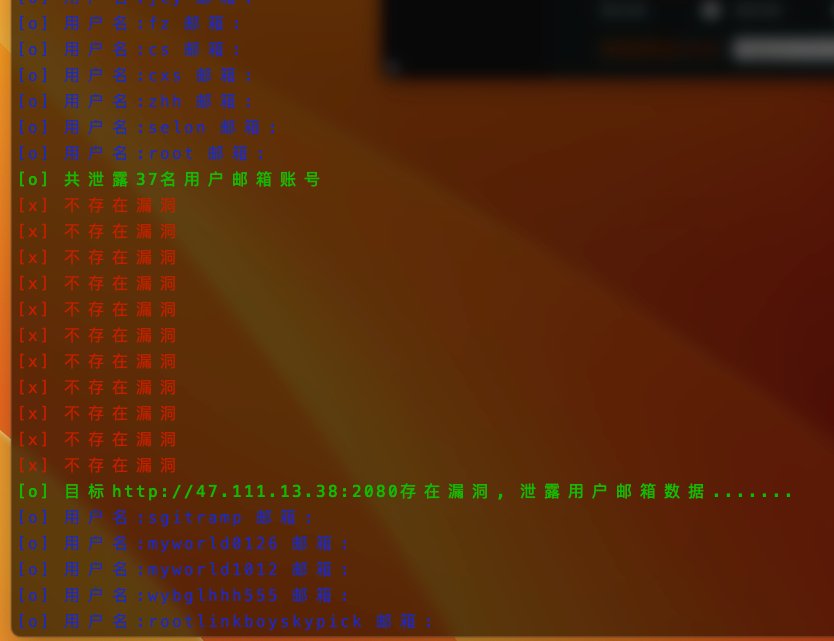 [o] 用户名:fz 邮箱:
[o] 用户名:cs 邮箱:
[o] 用户名:cxs 邮箱:
[o] 用户名:zhh 邮箱:
[o] 用户名:selon 邮箱:
[o] 用户名:root 邮箱:
[o] 共泄露37名用户邮箱账号
[x] 不存在漏洞
[x] 不存在漏洞
[x] 不存在漏洞
[x] 不存在漏洞
[x] 不存在漏洞
[x] 不存在漏洞
[x] 不存在漏洞
[x] 不存在漏洞
[x] 不存在漏洞
[x] 不存在漏洞
[x] 不存在漏洞
[o] 目标http://47.111.13.38:2080存在漏洞, 泄露用户邮箱数据.......
[o] 用户名:sgitramp 邮箱:
[o] 用户名:myworld0126 邮箱:
[o] 用户名:myworld1012 邮箱:
[o] 用户名:wybglhhh555 邮箱:
[o] 用户名:rootlinkboyskypick 邮箱: